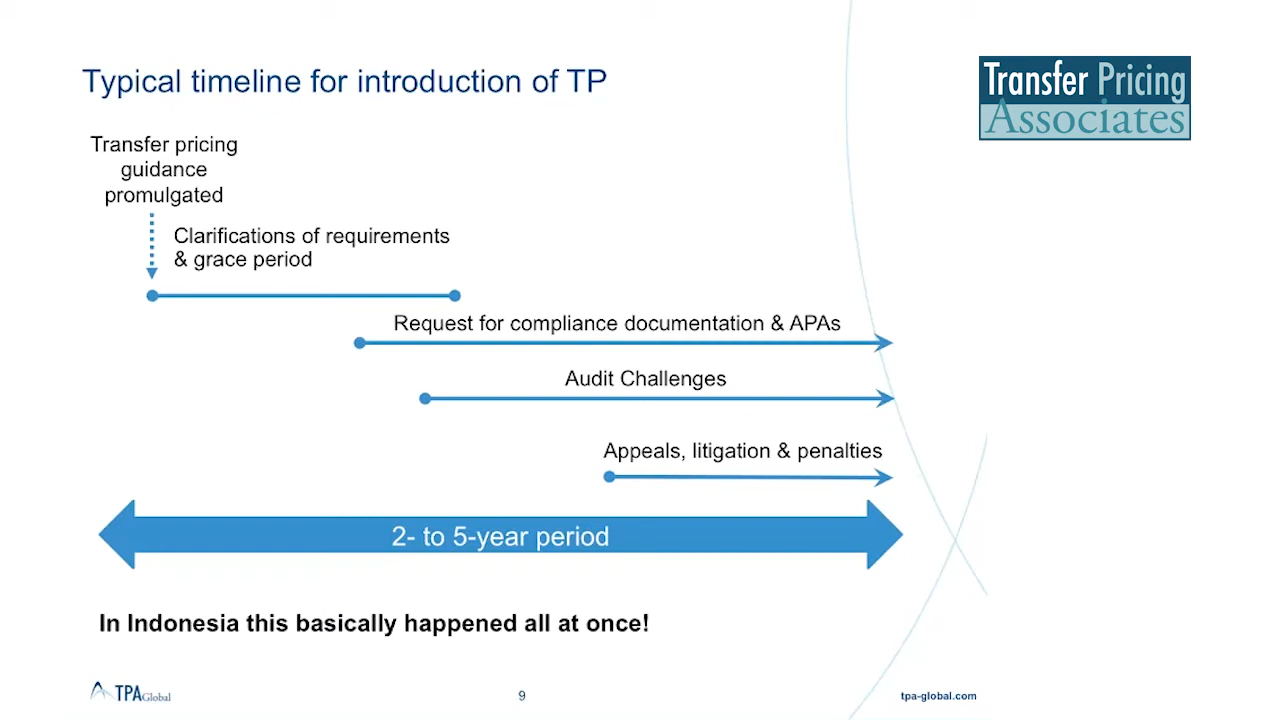 Typical timeline for introduction of TP
Transfer Pricing
Associates
Transfer pricing
guidance
promulgated
Clarifications of requirements
& grace period
Request for compliance documentation & APAs
Audit Challenges
Appeals, litigation & penalties
2- to 5-year period
In Indonesia this basically happened all at once!
TPA Global
9
tpa-global.com